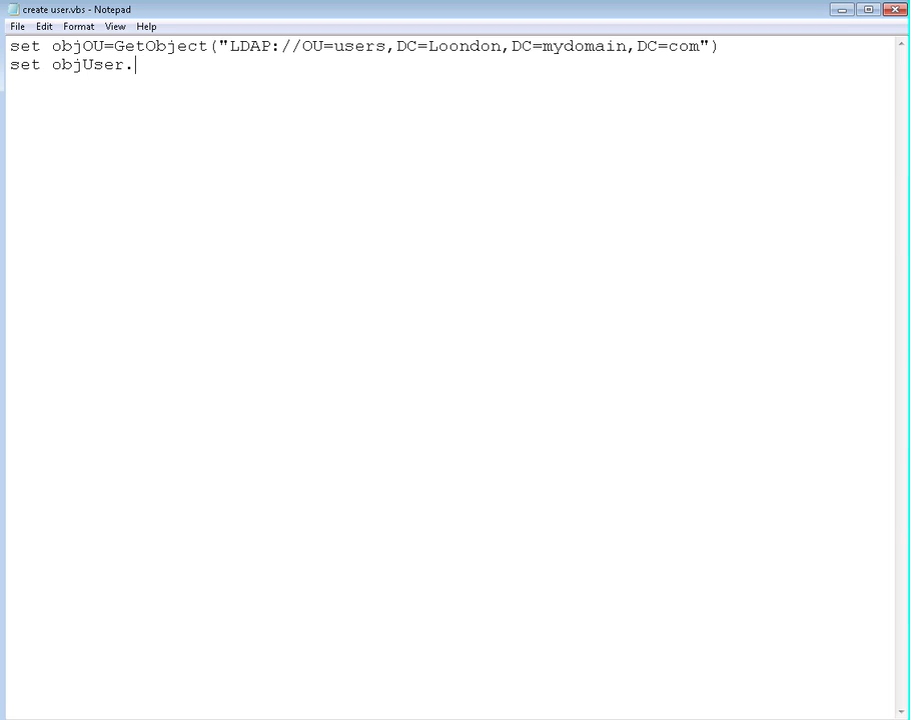 create user.vbs - Notepad
File Edit Format View Help
set objOU=GetObject("LDAP://OU=users,DC=Loondon,DC=mydomain,DC=com")
set objUser.